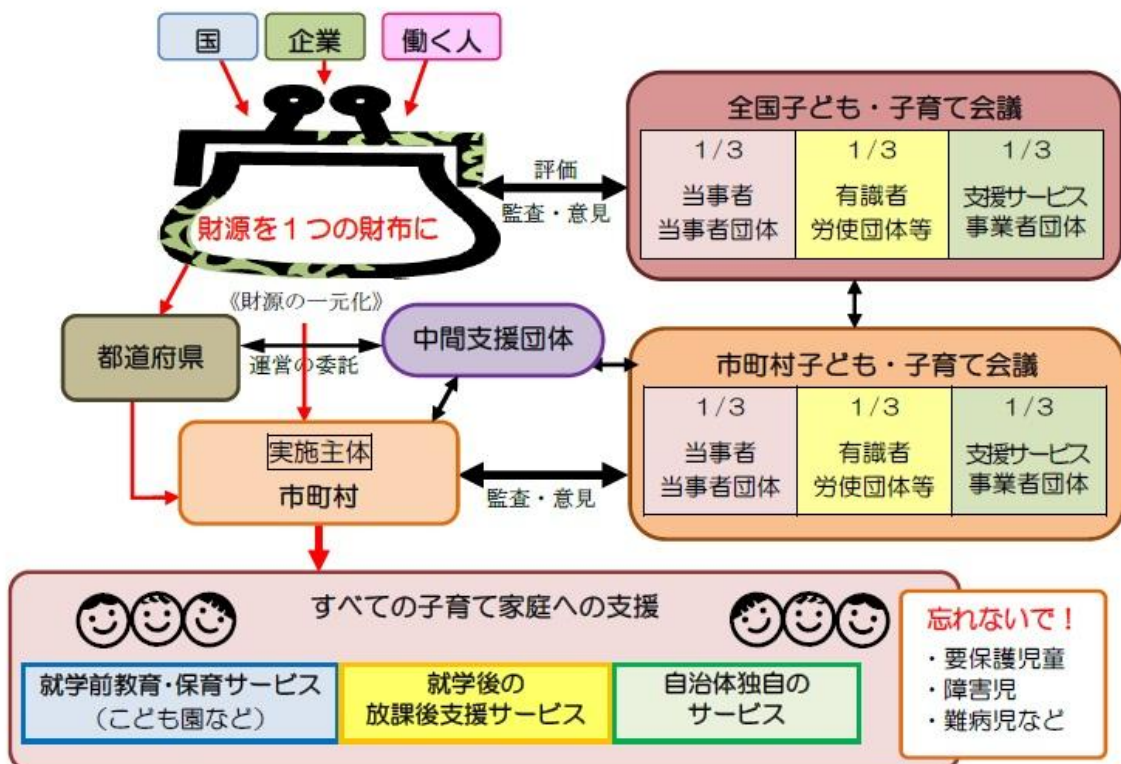 国
企業
働く人
財源を１つの財布に
《財源の一元化》
評価
監査・意見
全国子ども・子育て会議
１/３
当事者
当事者団体
１/３
有識者
労使団体等
１/３
支援サービス
事業者団体
都道府県
運営の委託
中間支援団体
市町村子ども・子育て会議
１/３
当事者
当事者団体
１/３
有識者
労使団体等
１/３
支援サービス
事業者団体
実施主体
市町村
監査・意見
すべての子育て家庭への支援
就学前教育・保育サービス
（こども園など）
就学後の
放課後支援サービス
自治体独自の
サービス
忘れないで！
・要保護児童
・障害児
・難病児など